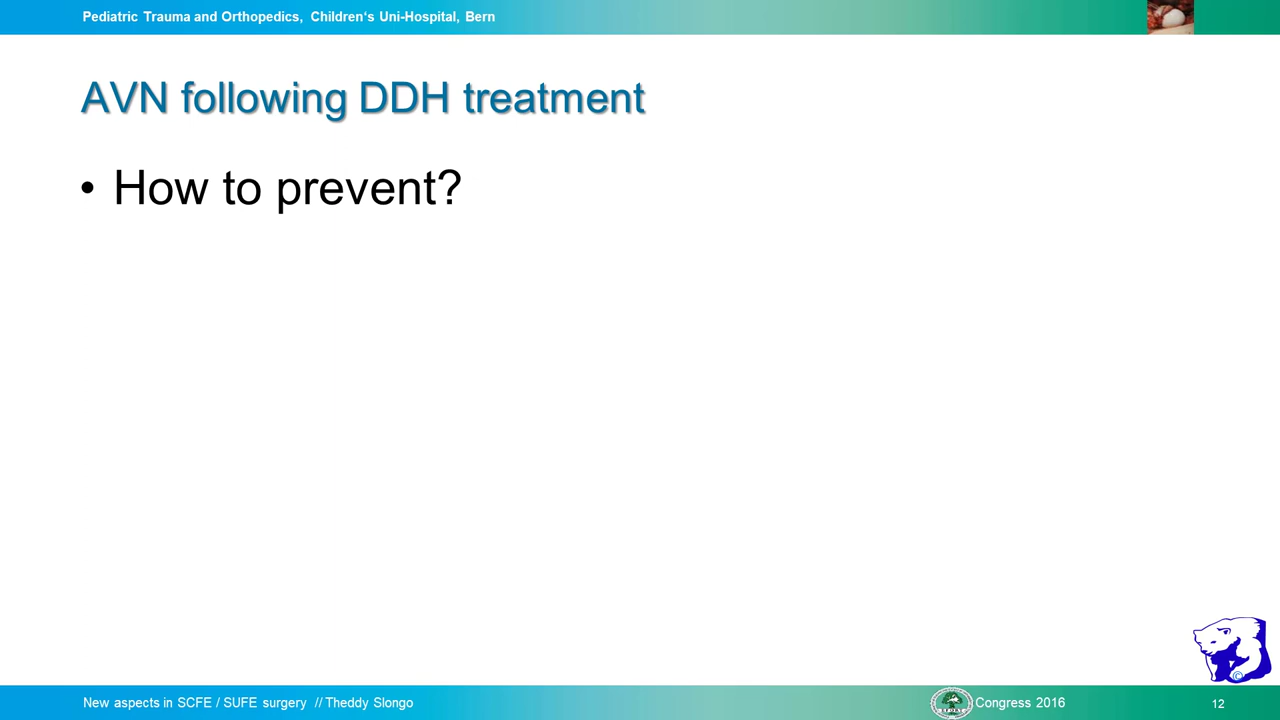 Pediatric Trauma and Orthopedics, Children‘s Uni-Hospital, Bern
AVN following DDH treatment
• How to prevent?
New aspects in SCFE / SUFE surgery // Theddy Slongo
Congress 2016
12
©